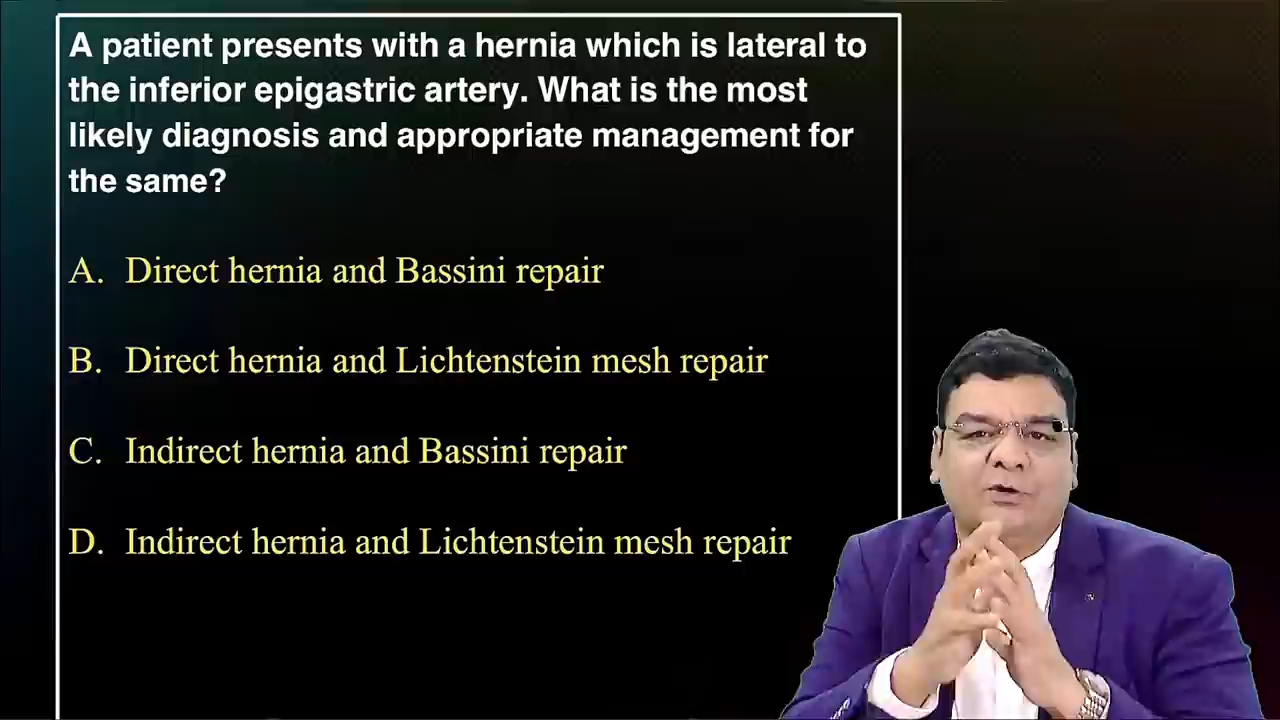 A patient presents with a hernia which is lateral to
the inferior epigastric artery. What is the most
likely diagnosis and appropriate management for
the same?
A. Direct hernia and Bassini repair
B. Direct hernia and Lichtenstein mesh repair
C. Indirect hernia and Bassini repair
D. Indirect hernia and Lichtenstein mesh repair